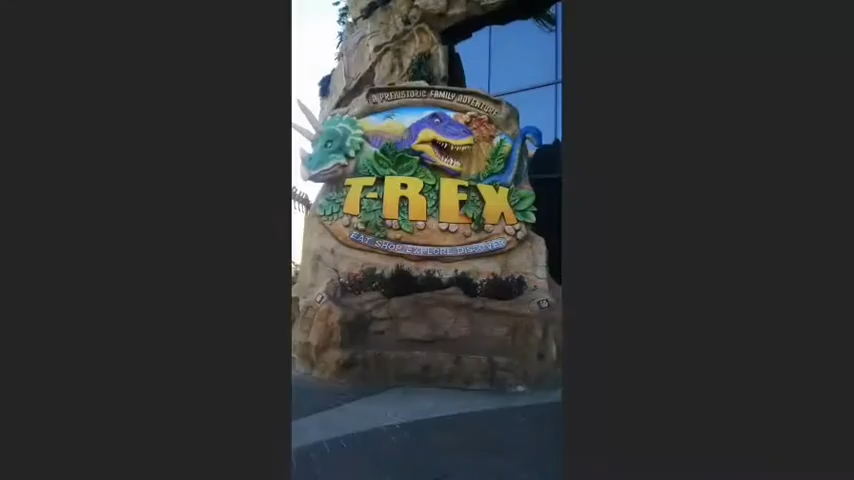 A PREHISTORIC FAMILY ADVENTURE
T-REX
EAT SHOP EXPLORE DISCOVER